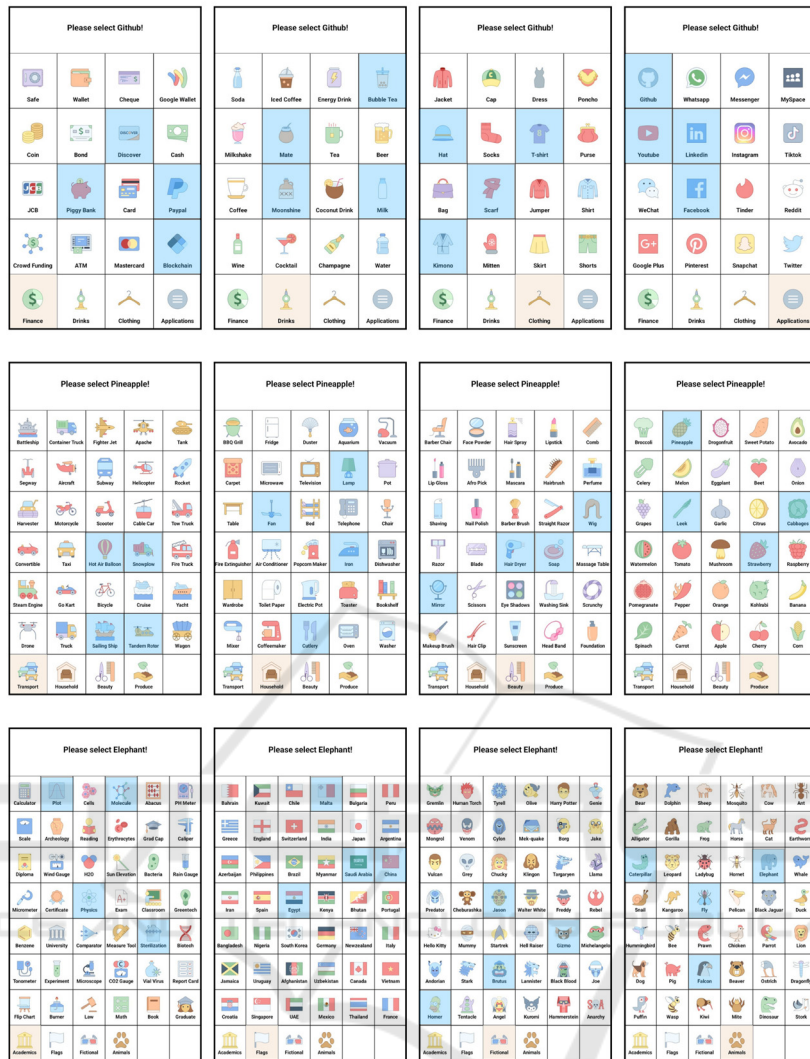 Please select Github!
Safe Wallet Cheque Google Wallet
Coin Bond Discover Cash
JCB Piggy Bank Card Paypal
Crowd Funding ATM Mastercard Blockchain
Finance Drinks Clothing Applications
Please select Github!
Soda Iced Coffee Energy Drink Bubble Tea
Milkshake Mate Tea Beer
Coffee Moonshine Coconut Drink Milk
Wine Cocktail Champagne Water
Finance Drinks Clothing Applications
Please select Github!
Jacket Cap Dress Poncho
Hat Socks T-shirt Purse
Bag Scarf Jumper Shirt
Kimono Mitten Skirt Shorts
Finance Drinks Clothing Applications
Please select Github!
Github Whatsapp Messenger MySpace
Youtube Linkedin Instagram Tiktok
WeChat Facebook Tinder Reddit
Google Plus Pinterest Snapchat Twitter
Finance Drinks Clothing Applications
Please select Pineapple!
Battleship Container Truck Fighter Jet Apache Tank
Segway Aircraft Subway Helicopter Rocket
Harvester Motorcycle Scooter Cable Car Tow Truck
Convertible Taxi Hot Air Balloon Snowplow Fire Truck
Steam Engine Go Kart Bicycle Cruise Yacht
Drone Truck Sailing Ship Tandem Rotor Wagon
Transport Household Beauty Produce
Please select Pineapple!
BBQ Grill Fridge Duster Aquarium Vacuum
Carpet Microwave Television Lamp Pot
Table Fan Bed Telephone Chair
Fire Extinguisher Air Conditioner Popcorn Maker Iron Dishwasher
Wardrobe Toilet Paper Electric Pot Toaster Bookshelf
Mixer Coffeemaker Cutlery Oven Washer
Transport Household Beauty Produce
Please select Pineapple!
Barber Chair Face Powder Hair Spray Lipstick Comb
Lip Gloss Afro Pick Mascara Hairbrush Perfume
Shaving Nail Polish Barber Brush Straight Razor Wig
Razor Blade Hair Dryer Soap Massage Table
Mirror Scissors Eye Shadows Washing Sink Scrunchy
Makeup Brush Hair Clip Sunscreen Head Band Foundation
Transport Household Beauty Produce
Please select Pineapple!
Broccoli Pineapple Dragonfruit Sweet Potato Avocado
Celery Melon Eggplant Beet Onion
Grapes Leek Garlic Citrus Cabbages
Watermelon Tomato Mushroom Strawberry Raspberry
Pomegranate Pepper Orange Kohlrabi Banana
Spinach Carrot Apple Cherry Corn
Transport Household Beauty Produce
Please select Elephant!
Calculator Plot Cells Molecule Abacus PH Meter
Scale Archeology Reading Erythrocytes Grad Cap Caliper
Diploma Wind Gauge H2O Sun Elevation Bacteria Rain Gauge
Micrometer Certificate Physics Exam Classroom Greentech
Benzene University Comparator Measure Tool Sterilization Biotech
Tonometer Experiment Microscope CO2 Gauge Vial Virus Report Card
Flip Chart Burner Law Math Book Graduate
Academics Flags Fictional Animals
Please select Elephant!
Bahrain Kuwait Chile Malta Bulgaria Peru
Greece England Switzerland India Japan Argentina
Azerbaijan Philippines Brazil Myanmar Saudi Arabia China
Iran Spain Egypt Kenya Bhutan Portugal
Bangladesh Nigeria South Korea Germany Newzealand Italy
Jamaica Uruguay Afghanistan Uzbekistan Canada Vietnam
Croatia Singapore UAE Mexico Thailand France
Academics Flags Fictional Animals
Please select Elephant!
Gremlin Human Torch Tyrell Olive Harry Potter Genie
Mongrol Venom Cylon Mek-quake Borg Jake
Vulcan Grey Chucky Klingon Targaryen Llama
Predator Cheburashka Jason Walter White Freddy Rebel
Hello Kitty Mummy Startrek Hell Raiser Gizmo Michelangelo
Andorian Stark Brutus Lannister Black Blood Joe
Homer Tentacle Angel Kuromi Hammerstein Anarchy
Academics Flags Fictional Animals
Please select Elephant!
Bear Dolphin Sheep Mosquito Cow Ant
Alligator Gorilla Frog Horse Cat Earthworm
Caterpillar Leopard Ladybug Hornet Elephant Whale
Snail Kangaroo Fly Pelican Black Jaguar Duck
Hummingbird Bee Prawn Chicken Parrot Lion
Dog Pig Falcon Beaver Ostrich Dragonfly
Puffin Wasp Kiwi Mite Dinosaur Stork
Academics Flags Fictional Animals